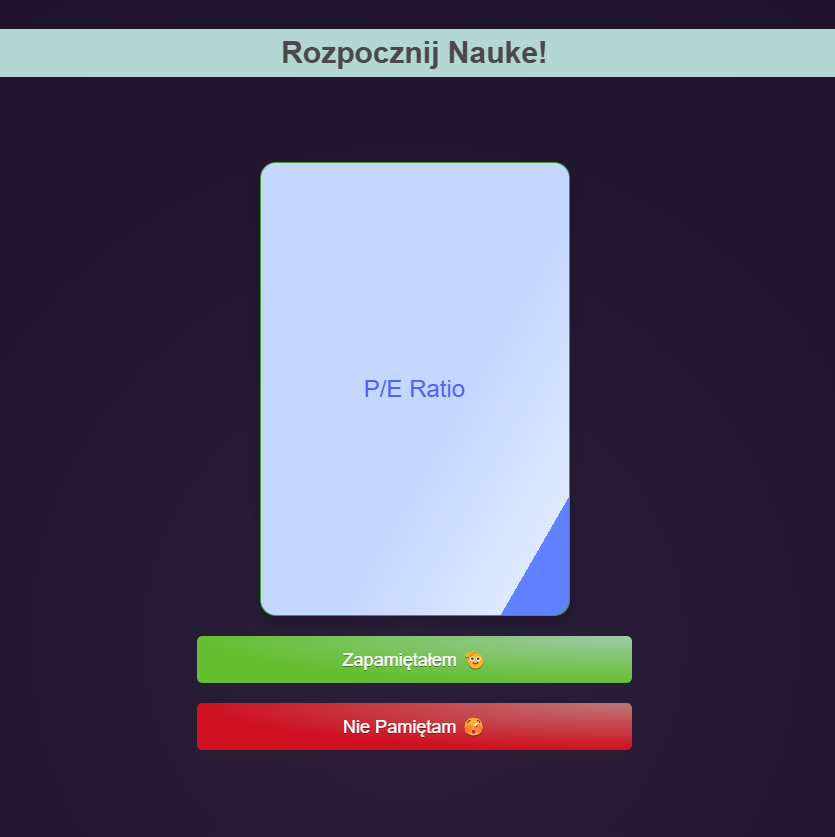 Rozpocznij Nauke!
P/E Ratio
Zapamiętałem 🫡
Nie Pamiętam 🫣